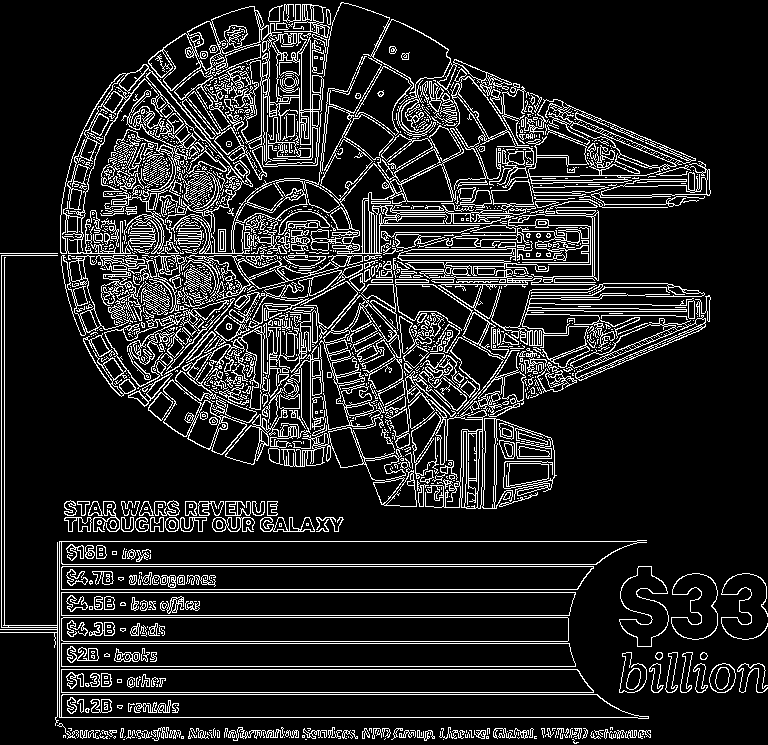 STAR WARS REVENUE
THROUGHOUT OUR GALAXY
$15B - toys
$4.7B - videogames
$4.5B - box office
$4.3B - dvds
$2B - books
$1.3B - other
$1.2B - rentals
$33
billion
Sources: Lucasfilm, Nash Information Services, NPD Group, License! Global, WIRED estimates